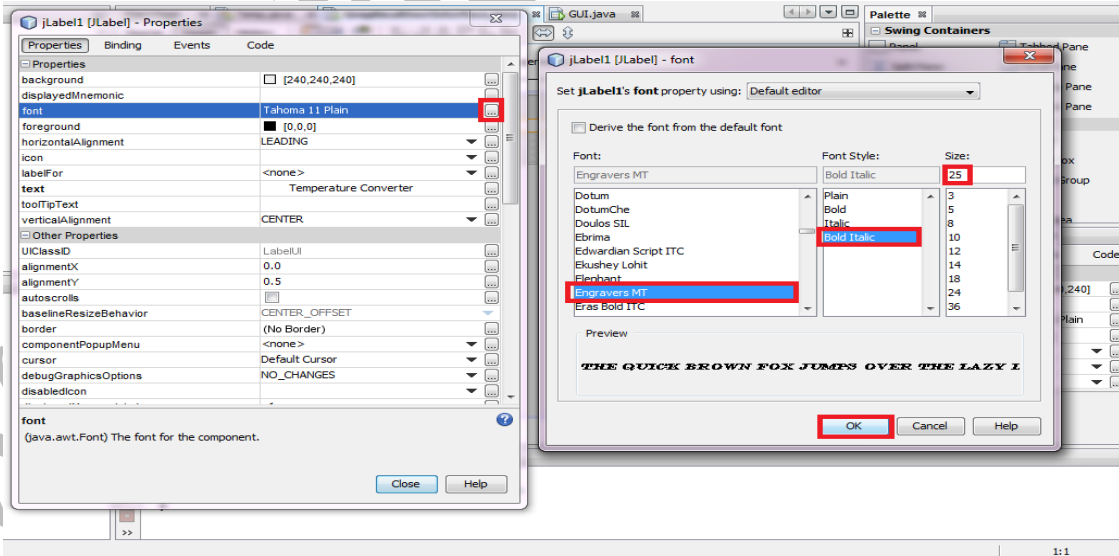 jLabel1 [JLabel] - Properties
Properties Binding Events Code
Properties
background [240,240,240] ...
displayedMnemonic ...
font Tahoma 11 Plain ...
foreground [0,0,0] ...
horizontalAlignment LEADING ...
icon ...
labelFor <none> ...
text Temperature Converter ...
toolTipText ...
verticalAlignment CENTER ...
Other Properties
UIClassID LabelUI ...
alignmentX 0.0 ...
alignmentY 0.5 ...
autoscrolls ...
baselineResizeBehavior CENTER_OFFSET
border (No Border) ...
componentPopupMenu <none> ...
cursor Default Cursor ...
debugGraphicsOptions NO_CHANGES ...
disabledIcon ...
font
(java.awt.Font) The font for the component.
Close Help
>>
GUI.java
Palette
Swing Containers
Panel Tabbed Pane
Pane
Pane
Code
jLabel1 [JLabel] - font
Set jLabel1's font property using: Default editor
Derive the font from the default font
Font: Font Style: Size:
Engravers MT Bold Italic 25
Dotum Plain 3
DotumChe Bold 5
Doulos SIL Italic 8
Ebrima Bold Italic 10
Edwardian Script ITC 12
Ekushey Lohit 14
Elephant 18
Engravers MT 24
Eras Bold ITC 36
Preview
THE QUICK BROWN FOX JUMPS OVER THE LAZY
OK Cancel Help
1:1